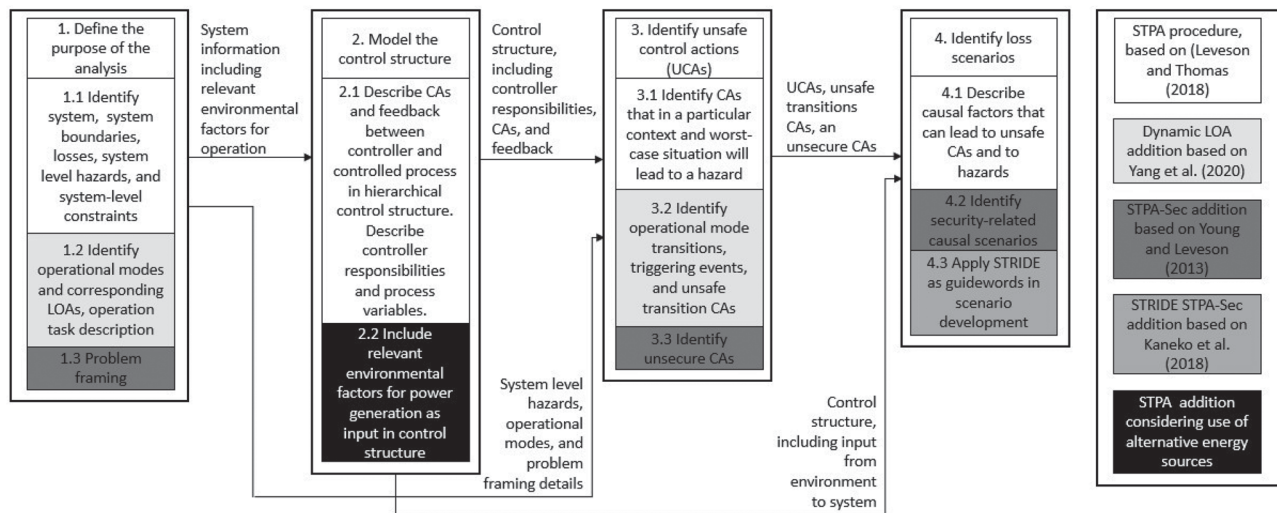 1. Define the
purpose of the
analysis
1.1 Identify
system, system
boundaries,
losses, system
level hazards, and
system-level
constraints
1.2 Identify
operational modes
and corresponding
LOAs, operation
task description
1.3 Problem
framing
System
information
including
relevant
environmental
factors for
operation
2. Model the
control structure
2.1 Describe CAs
and feedback
between
controller and
controlled process
in hierarchical
control structure.
Describe
controller
responsibilities
and process
variables.
2.2 Include
relevant
environmental
factors for power
generation as
input in control
structure
Control
structure,
including
controller
responsibilities,
CAs, and
feedback
System level
hazards,
operational
modes, and
problem
framing details
3. Identify unsafe
control actions
(UCAs)
3.1 Identify CAs
that in a particular
context and worst-
case situation will
lead to a hazard
3.2 Identify
operational mode
transitions,
triggering events,
and unsafe
transition CAs
3.3 Identify
unsecure CAs
UCAs, unsafe
transitions
CAs, an
unsecure CAs
Control
structure,
including input
from
environment
to system
4. Identify loss
scenarios
4.1 Describe
causal factors that
can lead to unsafe
CAs and to
hazards
4.2 Identify
security-related
causal scenarios
4.3 Apply STRIDE
as guidewords in
scenario
development
STPA procedure,
based on (Leveson
and Thomas
(2018)
Dynamic LOA
addition based on
Yang et al. (2020)
STPA-Sec addition
based on Young
and Leveson
(2013)
STRIDE STPA-Sec
addition based on
Kaneko et al.
(2018)
STPA addition
considering use of
alternative energy
sources